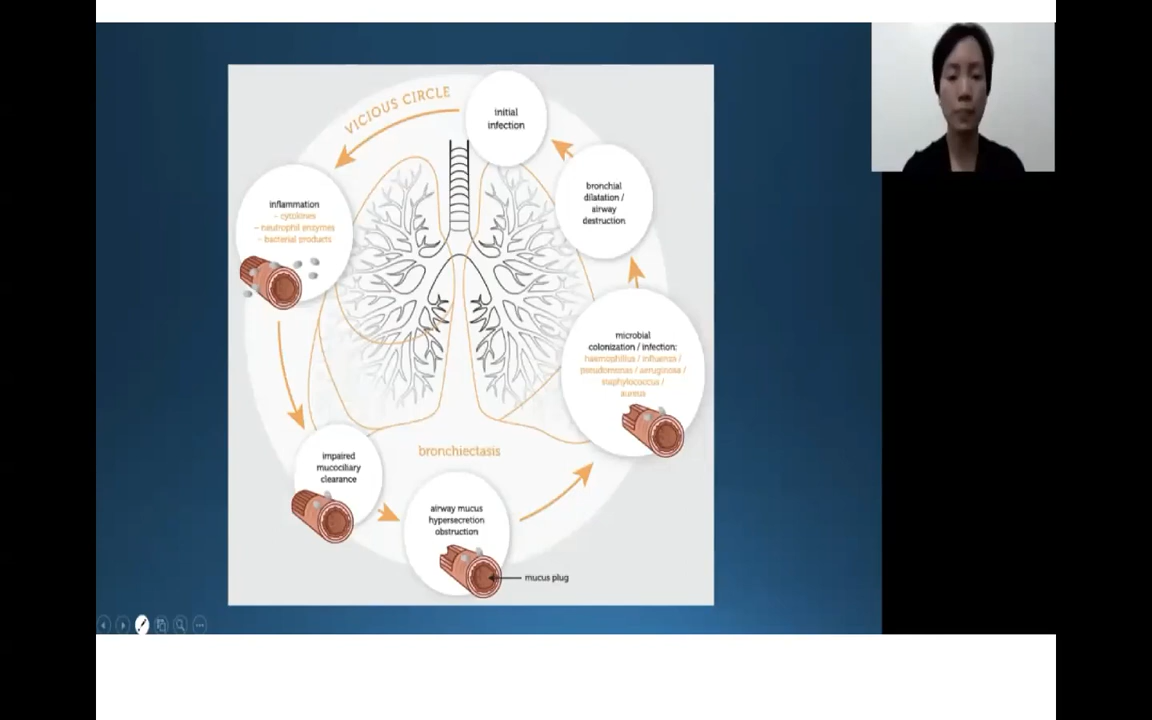 VICIOUS CIRCLE
initial
infection
inflammation
– cytokines
– neutrophil enzymes
– bacterial products
impaired
mucociliary
clearance
airway mucus
hypersecretion
obstruction
mucus plug
bronchiectasis
microbial
colonization / infection:
haemophilius / influenza /
pseudomonas / aeruginosa /
staphylococcus /
aureus
bronchial
dilatation /
airway
destruction